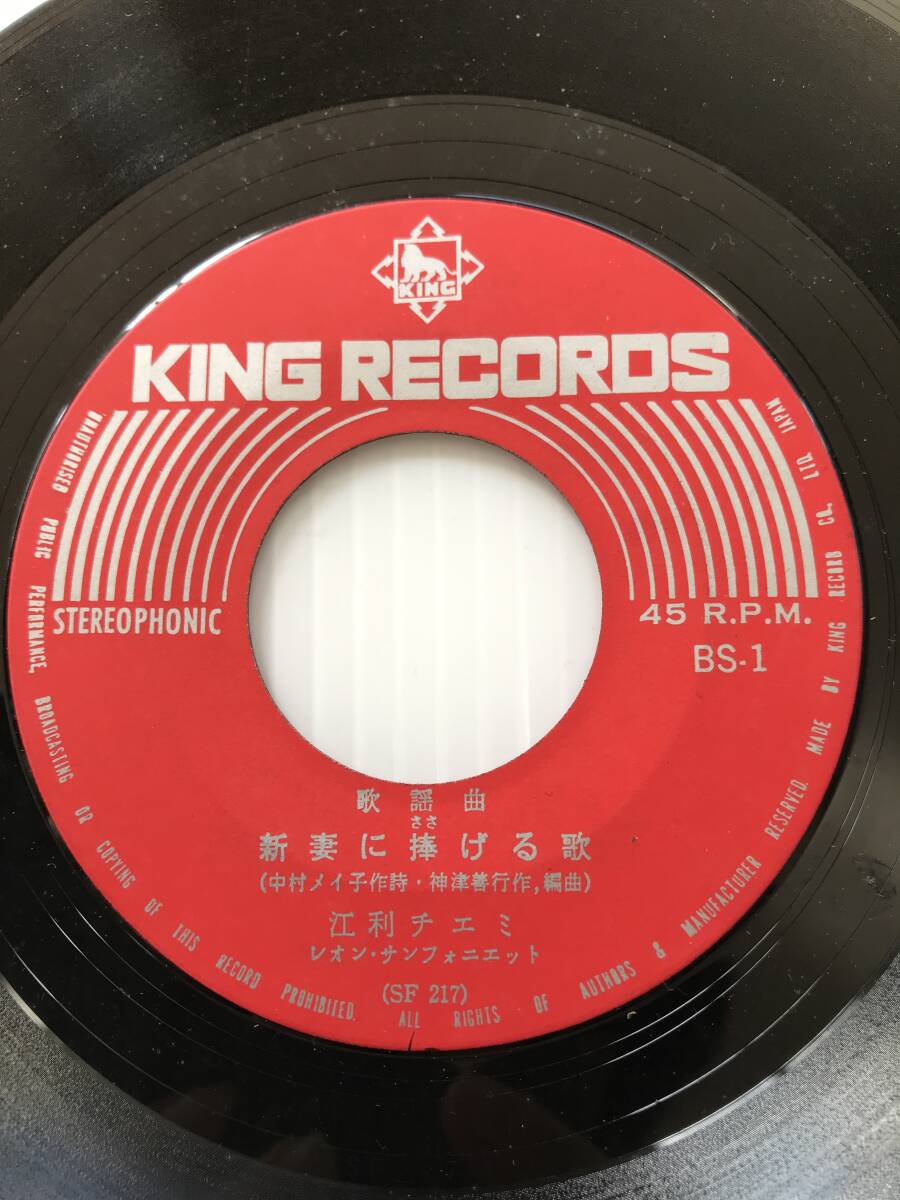 KING
KING RECORDS
STEREOPHONIC
45 R.P.M.
BS-1
歌謡曲
ささ
新妻に捧げる歌
(中村メイ子作詩・神津善行作,編曲)
江利チエミ
レオン・サンフォニエット
(SF 217)
UNAUTHORISED PUBLIC PERFORMANCE, BROADCASTING OR COPYING OF THIS RECORD PROHIBITED. ALL RIGHTS OF AUTHORS & MANUFACTURER RESERVED. MADE BY KING RECORD CO., LTD. JAPAN